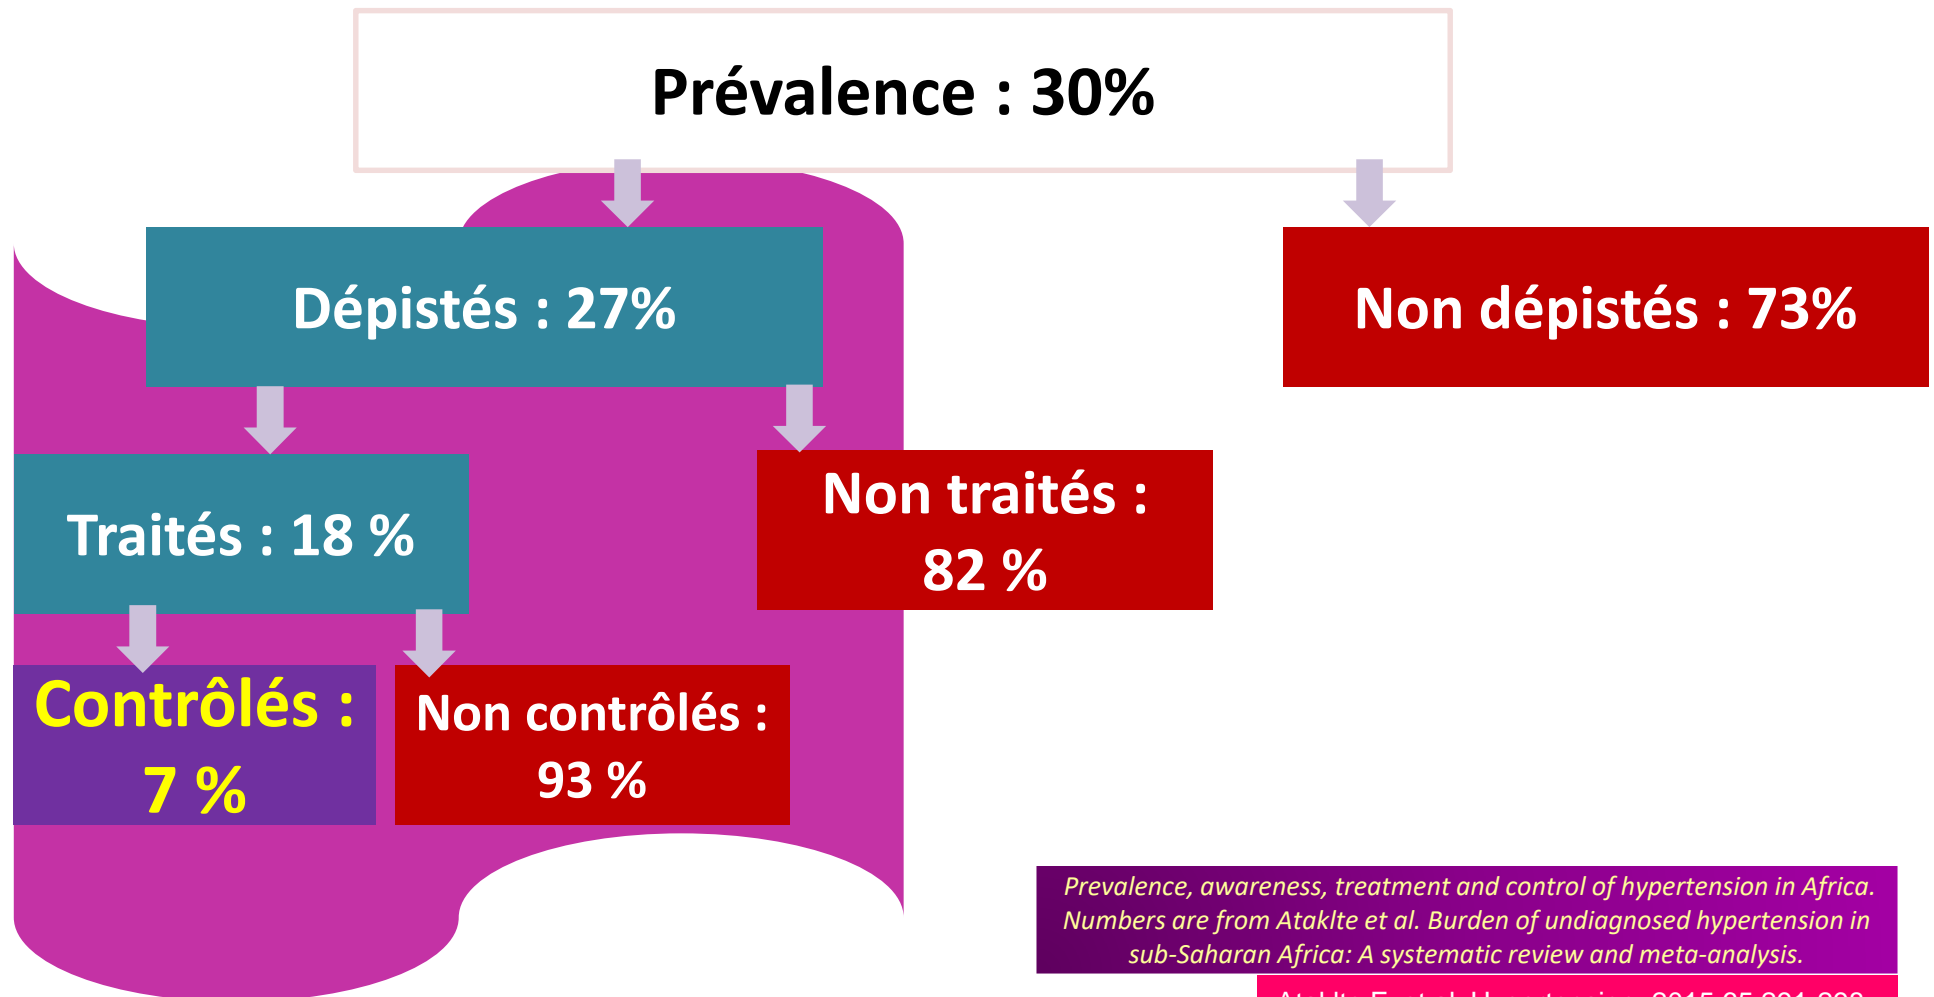 Prévalence : 30%
Dépistés : 27%
Non dépistés : 73%
Traités : 18 %
Non traités :
82 %
Contrôlés :
7 %
Non contrôlés :
93 %
Prevalence, awareness, treatment and control of hypertension in Africa.
Numbers are from Ataklte et al. Burden of undiagnosed hypertension in
sub-Saharan Africa: A systematic review and meta-analysis.